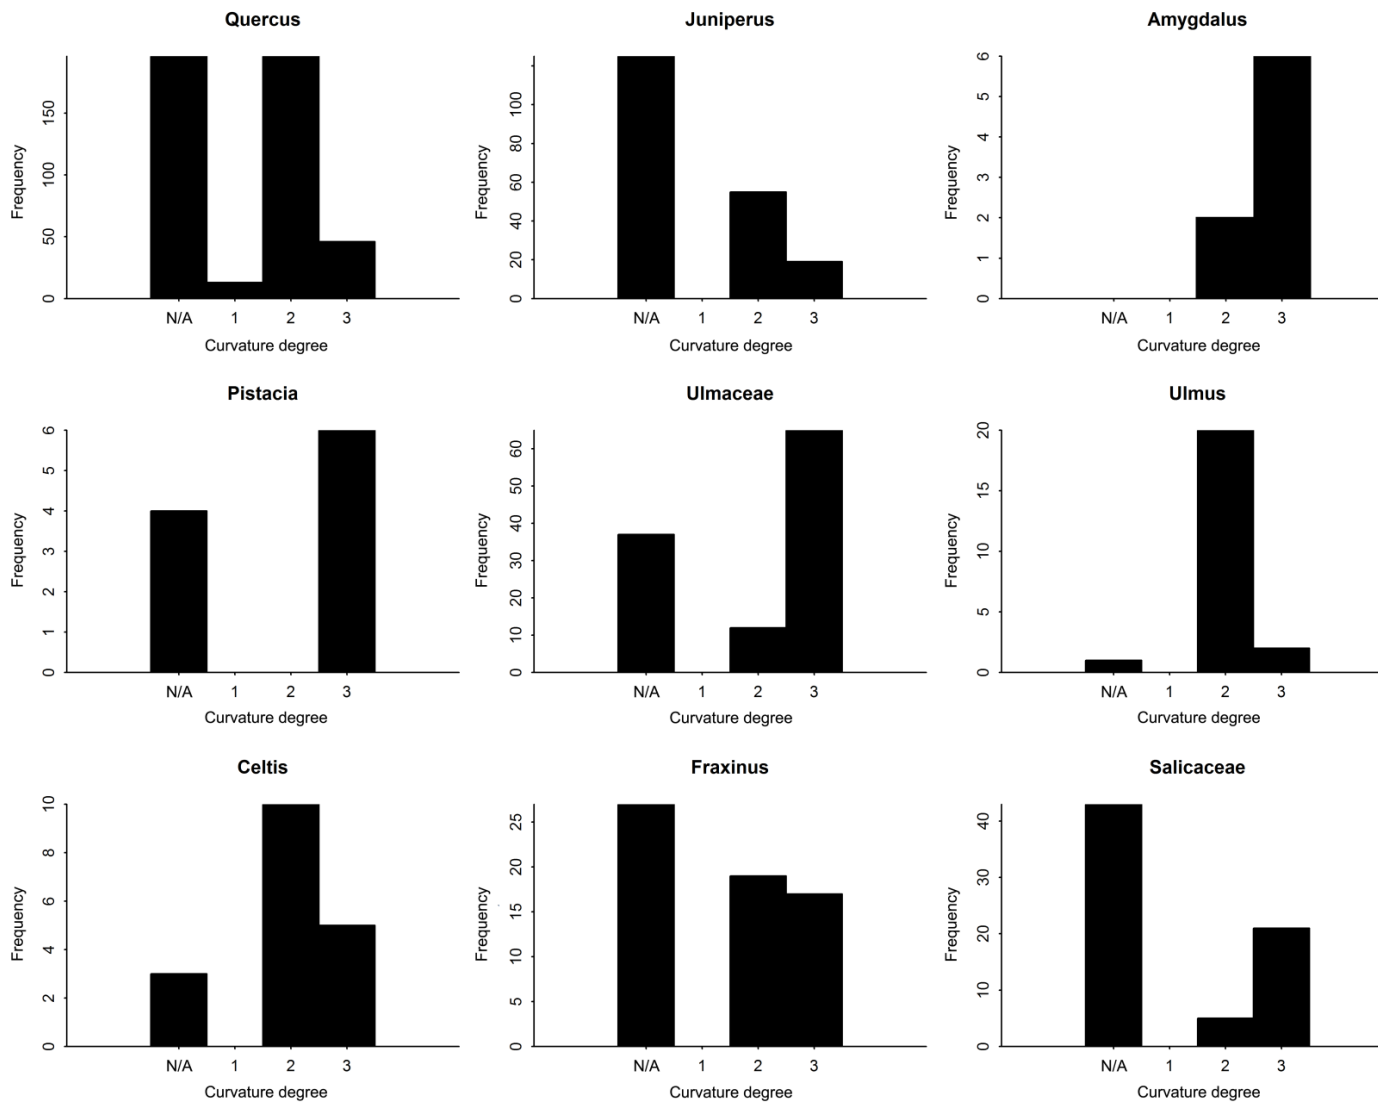 Quercus
Frequency
0
50
100
150
N/A 1 2 3
Curvature degree
Juniperus
Frequency
0
20
40
60
80
100
N/A 1 2 3
Curvature degree
Amygdalus
Frequency
0
1
2
3
4
5
6
N/A 1 2 3
Curvature degree
Pistacia
Frequency
0
1
2
3
4
5
6
N/A 1 2 3
Curvature degree
Ulmaceae
Frequency
0
10
20
30
40
50
60
N/A 1 2 3
Curvature degree
Ulmus
Frequency
0
5
10
15
20
N/A 1 2 3
Curvature degree
Celtis
Frequency
0
2
4
6
8
10
N/A 1 2 3
Curvature degree
Fraxinus
Frequency
0
5
10
15
20
25
N/A 1 2 3
Curvature degree
Salicaceae
Frequency
0
10
20
30
40
N/A 1 2 3
Curvature degree